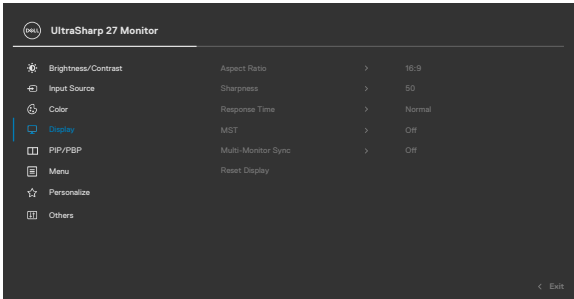 DELL UltraSharp 27 Monitor
Brightness/Contrast Aspect Ratio > 16:9
Input Source Sharpness > 50
Color Response Time > Normal
Display MST > Off
PIP/PBP Multi-Monitor Sync > Off
Menu Reset Display
Personalize
Others
< Exit